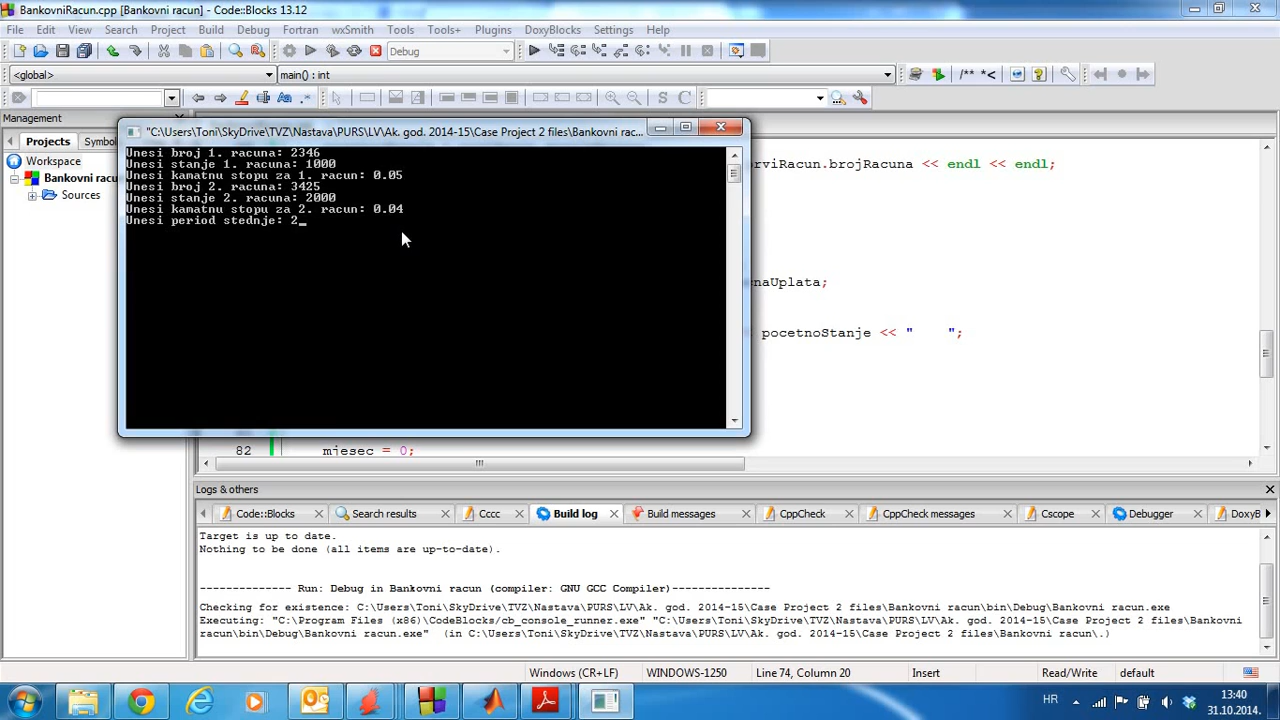 BankovniRacun.cpp [Bankovni racun] - Code::Blocks 13.12
File Edit View Search Project Build Debug Fortran wxSmith Tools Tools+ Plugins DoxyBlocks Settings Help
Debug
<global> main() : int /** *<
Aa .* S C
Management
Projects Symbol
Workspace
Bankovni racu
Sources
"C:\Users\Toni\SkyDrive\TVZ\Nastava\PURS\LV\Ak. god. 2014-15\Case Project 2 files\Bankovni rac...
Unesi broj 1. racuna: 2346
Unesi stanje 1. racuna: 1000
Unesi kamatnu stopu za 1. racun: 0.05
Unesi broj 2. racuna: 3425
Unesi stanje 2. racuna: 2000
Unesi kamatnu stopu za 2. racun: 0.04
Unesi period stednje: 2_
rviRacun.brojRacuna << endl << endl;
naUplata;
pocetnoStanje << "    ";
82 mjesec = 0;
Logs & others
Code::Blocks Search results Cccc Build log Build messages CppCheck CppCheck messages Cscope Debugger DoxyB
Target is up to date.
Nothing to be done (all items are up-to-date).
-------------- Run: Debug in Bankovni racun (compiler: GNU GCC Compiler)---------------
Checking for existence: C:\Users\Toni\SkyDrive\TVZ\Nastava\PURS\LV\Ak. god. 2014-15\Case Project 2 files\Bankovni racun\bin\Debug\Bankovni racun.exe
Executing: "C:\Program Files (x86)\CodeBlocks/cb_console_runner.exe" "C:\Users\Toni\SkyDrive\TVZ\Nastava\PURS\LV\Ak. god. 2014-15\Case Project 2 files\Bankovni
racun\bin\Debug\Bankovni racun.exe"  (in C:\Users\Toni\SkyDrive\TVZ\Nastava\PURS\LV\Ak. god. 2014-15\Case Project 2 files\Bankovni racun\.)
Windows (CR+LF) WINDOWS-1250 Line 74, Column 20 Insert Read/Write default
HR 13:40
31.10.2014.